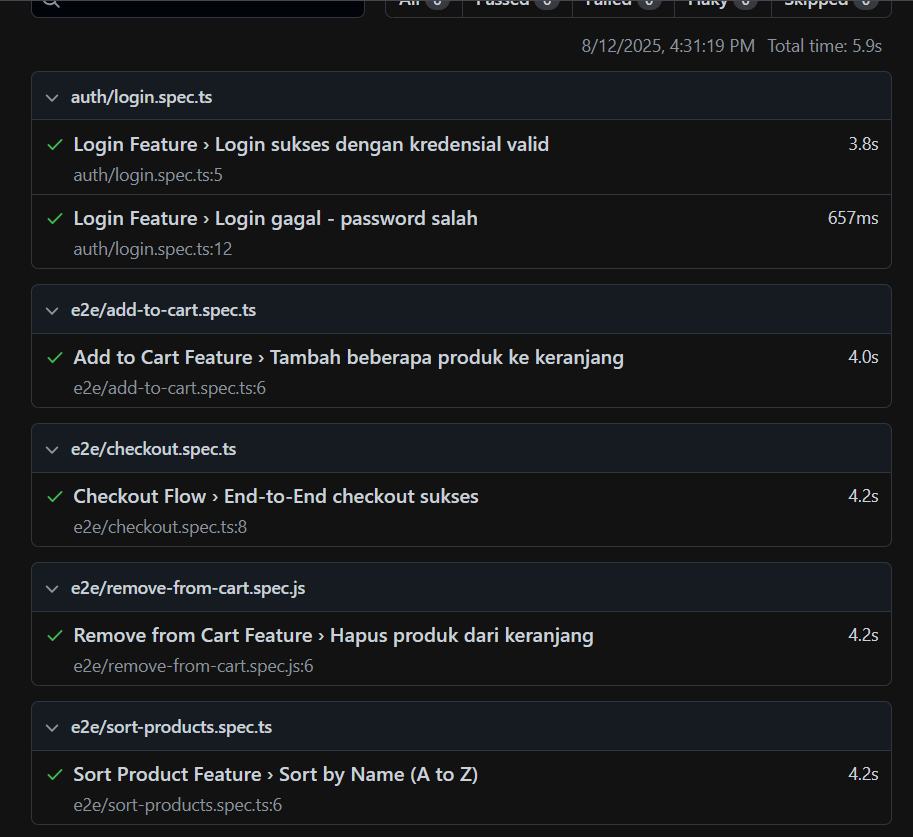 All 6 Passed 6 Failed 0 Flaky 0 Skipped 0
8/12/2025, 4:31:19 PM Total time: 5.9s
auth/login.spec.ts
Login Feature › Login sukses dengan kredensial valid 3.8s
auth/login.spec.ts:5
Login Feature › Login gagal - password salah 657ms
auth/login.spec.ts:12
e2e/add-to-cart.spec.ts
Add to Cart Feature › Tambah beberapa produk ke keranjang 4.0s
e2e/add-to-cart.spec.ts:6
e2e/checkout.spec.ts
Checkout Flow › End-to-End checkout sukses 4.2s
e2e/checkout.spec.ts:8
e2e/remove-from-cart.spec.js
Remove from Cart Feature › Hapus produk dari keranjang 4.2s
e2e/remove-from-cart.spec.js:6
e2e/sort-products.spec.ts
Sort Product Feature › Sort by Name (A to Z) 4.2s
e2e/sort-products.spec.ts:6